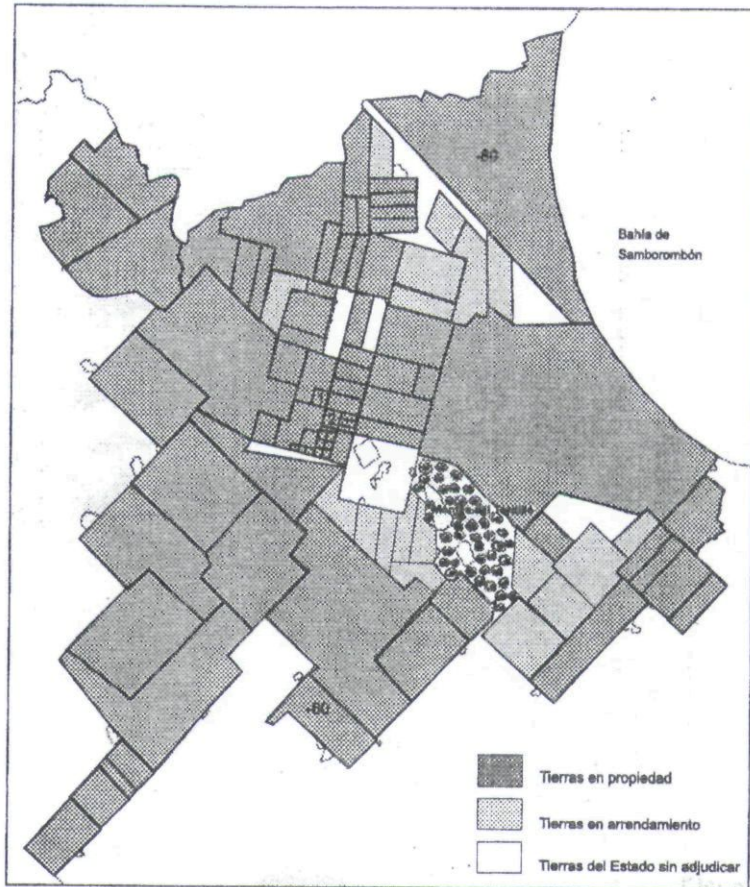 -60
Bahía de
Samborombón
-60
Tierras en propiedad
Tierras en arrendamiento
Tierras del Estado sin adjudicar